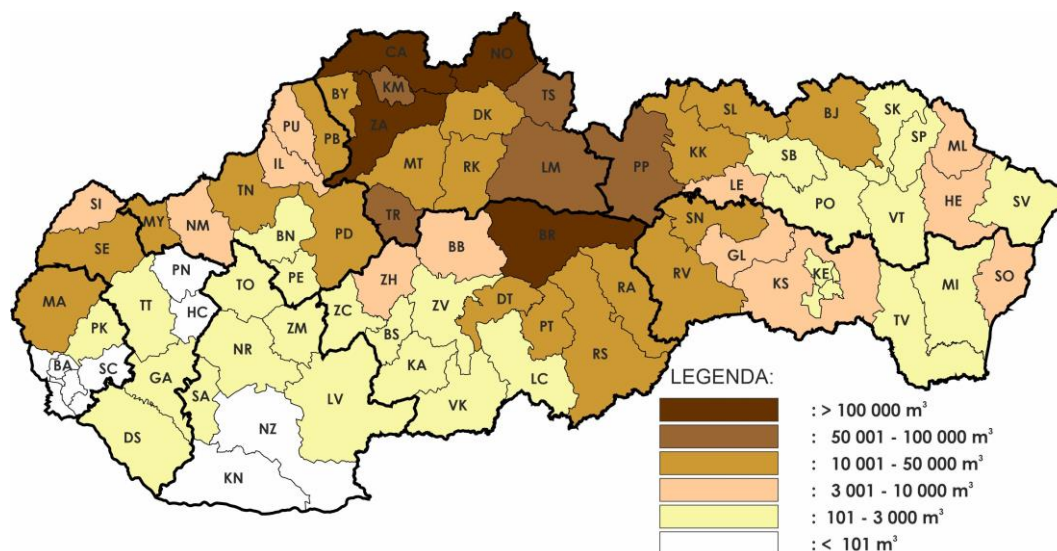 CA
NO
BY
KM
TS
PU
PB
ZA
DK
SL
BJ
SK
SP
ML
IL
MT
RK
LM
PP
KK
SB
LE
PO
VT
HE
SV
TN
SI
MY
NM
TR
SE
BN
PD
BB
BR
SN
GL
RV
KS
KE
MI
SO
PN
PE
TO
ZH
MA
TT
HC
ZC
ZV
DT
RA
TV
PK
ZM
BS
PT
BA
SC
GA
NR
KA
LC
RS
SA
LV
VK
DS
NZ
KN
LEGENDA:
: > 100 000 m³
: 50 001 - 100 000 m³
: 10 001 - 50 000 m³
: 3 001 - 10 000 m³
: 101 - 3 000 m³
: < 101 m³